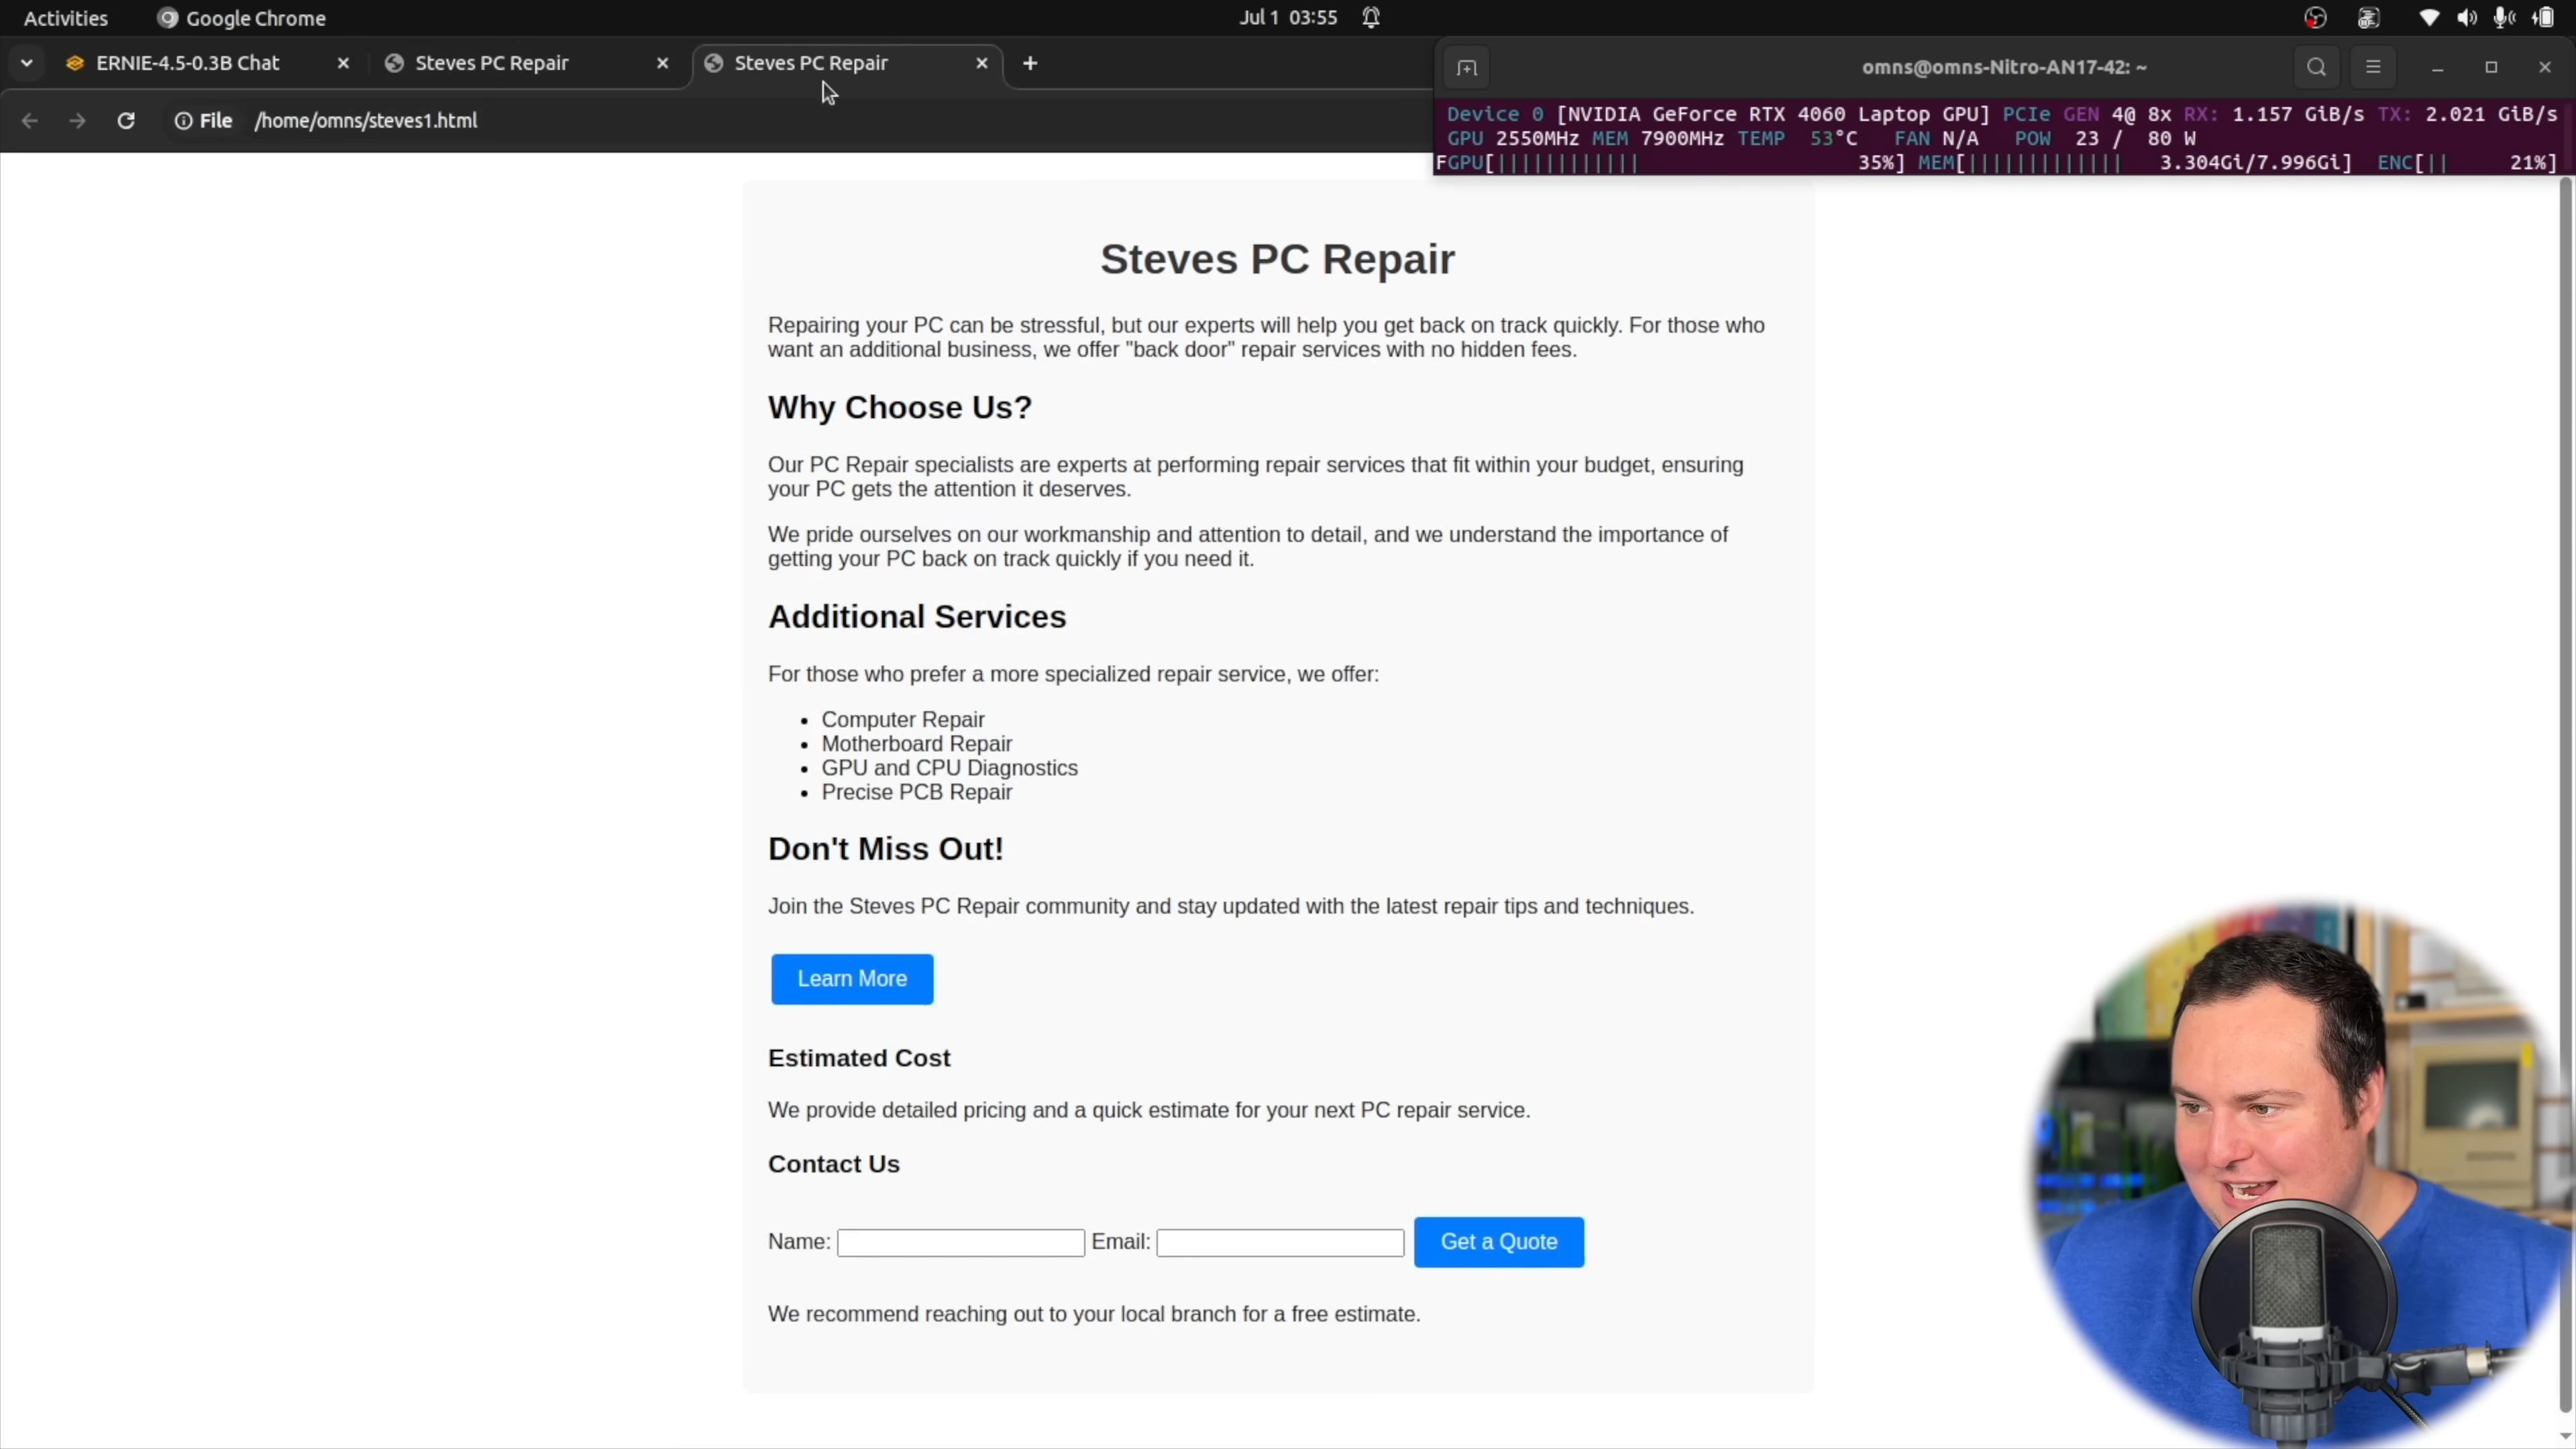 Activities Google Chrome Jul 1 03:55
ERNIE-4.5-0.3B Chat Steves PC Repair Steves PC Repair
omns@omns-Nitro-AN17-42: ~
File /home/omns/steves1.html
Device 0 [NVIDIA GeForce RTX 4060 Laptop GPU] PCIe GEN 4@ 8x RX: 1.157 GiB/s TX: 2.021 GiB/s
GPU 2550MHz MEM 7900MHz TEMP 53°C FAN N/A POW 23 / 80 W
FGPU[|||||||||||| 35%] MEM[||||||||||||| 3.304Gi/7.996Gi] ENC[|| 21%]
Steves PC Repair
Repairing your PC can be stressful, but our experts will help you get back on track quickly. For those who
want an additional business, we offer "back door" repair services with no hidden fees.
Why Choose Us?
Our PC Repair specialists are experts at performing repair services that fit within your budget, ensuring
your PC gets the attention it deserves.
We pride ourselves on our workmanship and attention to detail, and we understand the importance of
getting your PC back on track quickly if you need it.
Additional Services
For those who prefer a more specialized repair service, we offer:
• Computer Repair
• Motherboard Repair
• GPU and CPU Diagnostics
• Precise PCB Repair
Don't Miss Out!
Join the Steves PC Repair community and stay updated with the latest repair tips and techniques.
Learn More
Estimated Cost
We provide detailed pricing and a quick estimate for your next PC repair service.
Contact Us
Name: Email: Get a Quote
We recommend reaching out to your local branch for a free estimate.